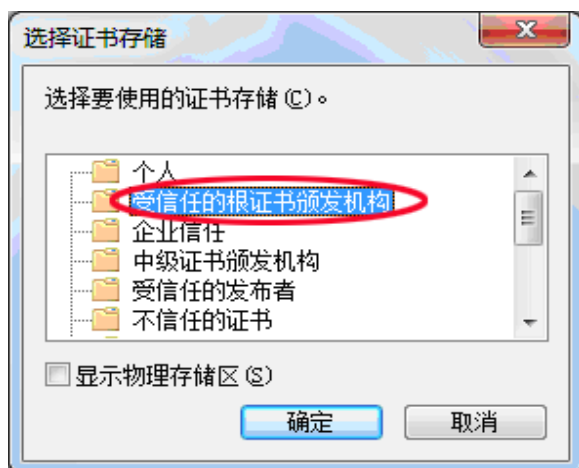 选择证书存储
选择要使用的证书存储(C)。
个人
受信任的根证书颁发机构
企业信任
中级证书颁发机构
受信任的发布者
不信任的证书
显示物理存储区(S)
确定
取消